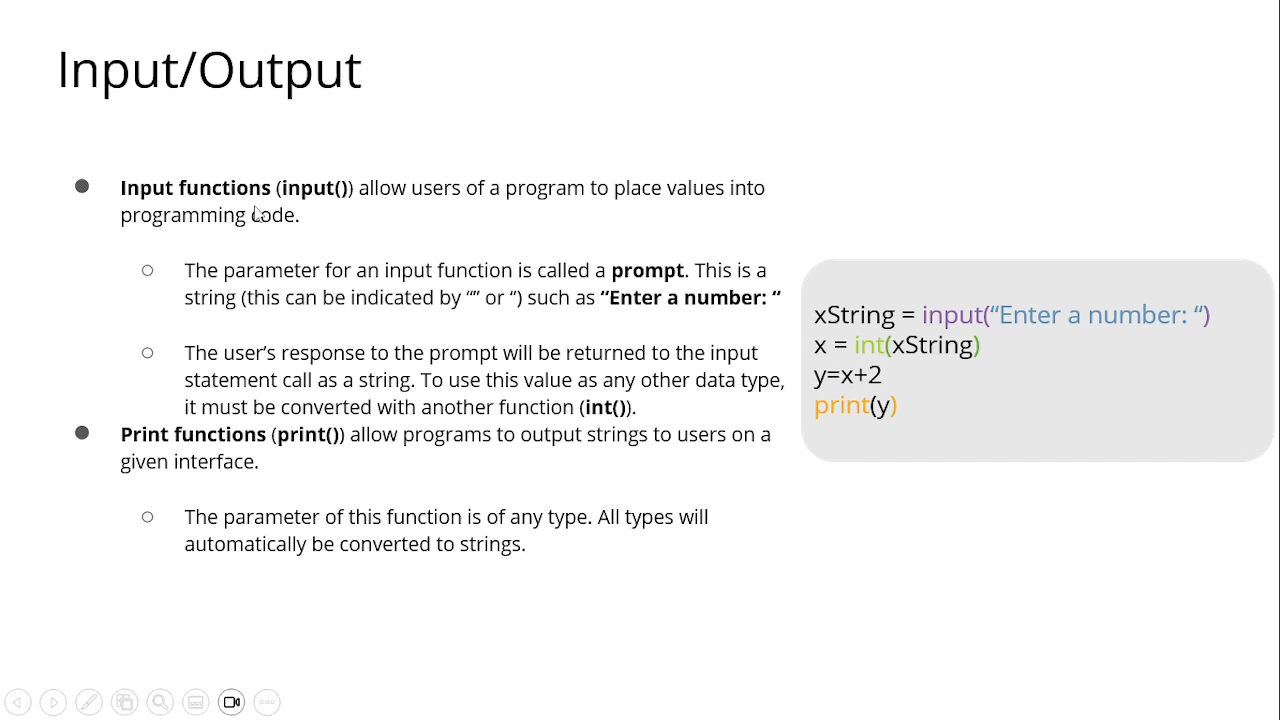 Input/Output
Input functions (input()) allow users of a program to place values into
programming code.
The parameter for an input function is called a prompt. This is a
string (this can be indicated by “” or “) such as “Enter a number: “
The user’s response to the prompt will be returned to the input
statement call as a string. To use this value as any other data type,
it must be converted with another function (int()).
Print functions (print()) allow programs to output strings to users on a
given interface.
The parameter of this function is of any type. All types will
automatically be converted to strings.
xString = input(“Enter a number: “)
x = int(xString)
y=x+2
print(y)